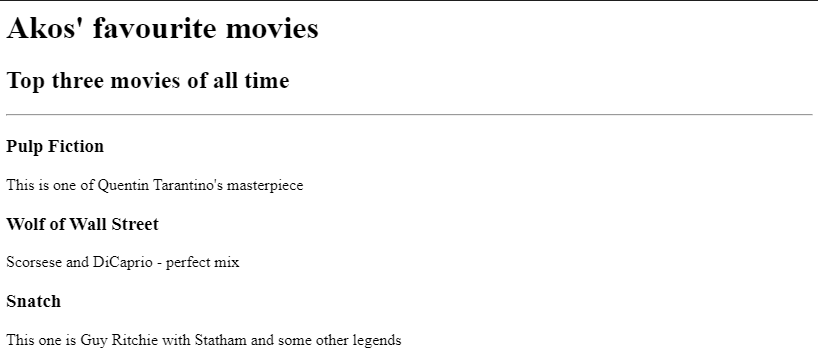 Akos' favourite movies
Top three movies of all time
Pulp Fiction
This is one of Quentin Tarantino's masterpiece
Wolf of Wall Street
Scorsese and DiCaprio - perfect mix
Snatch
This one is Guy Ritchie with Statham and some other legends